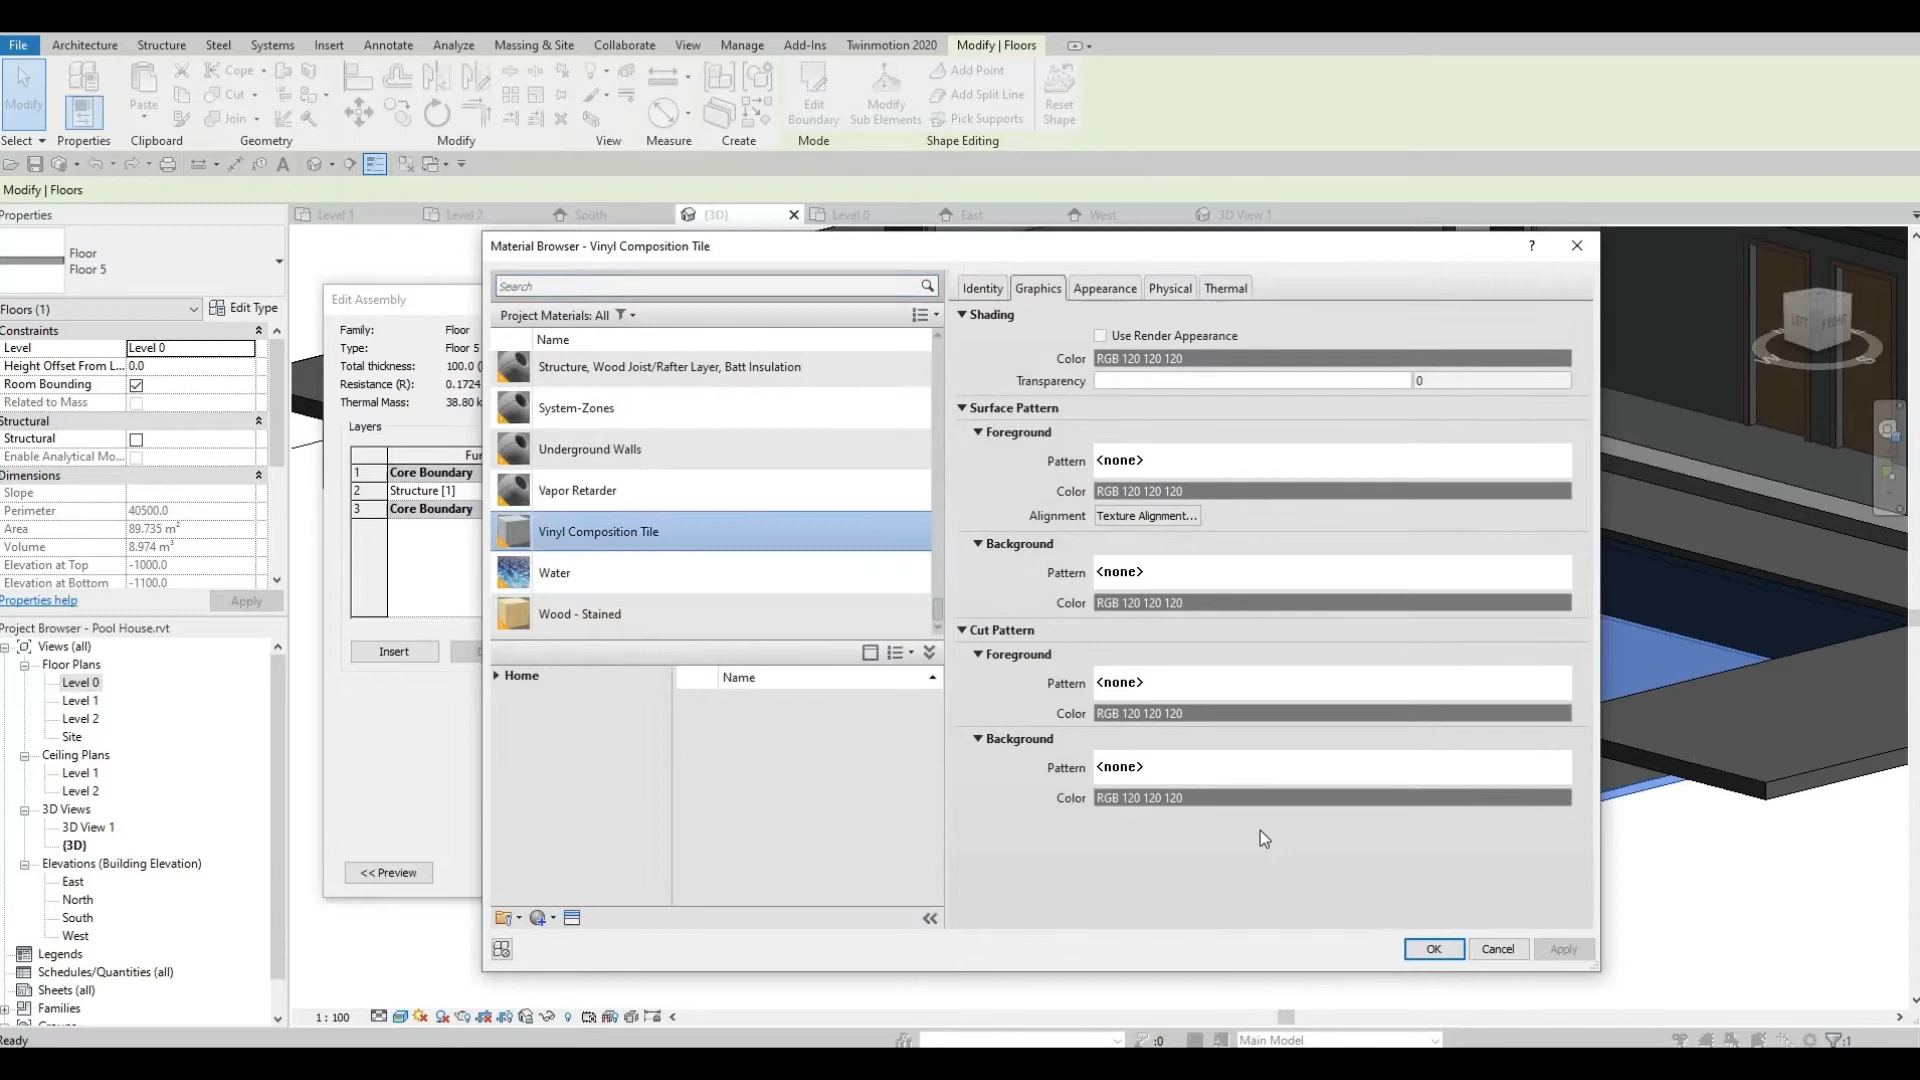 File Architecture Structure Steel Systems Insert Annotate Analyze Massing & Site Collaborate View Manage Add-Ins Twinmotion 2020 Modify | Floors
Modify Paste Cope Cut Join Edit Boundary Modify Sub Elements Add Point Add Split Line Pick Supports Reset Shape
Select Properties Clipboard Geometry Modify View Measure Create Mode Shape Editing
Modify | Floors
Properties
Level 1 Level 2 South {3D} Level 0 East West 3D View 1
Floor
Floor 5
Floors (1) Edit Type
Constraints
Level Level 0
Height Offset From L... 0.0
Room Bounding
Related to Mass
Structural
Structural
Enable Analytical Mo...
Dimensions
Slope
Perimeter 40500.0
Area 89.735 m²
Volume 8.974 m³
Elevation at Top -1000.0
Elevation at Bottom -1100.0
Properties help Apply
Project Browser - Pool House.rvt
Views (all)
Floor Plans
Level 0
Level 1
Level 2
Site
Ceiling Plans
Level 1
Level 2
3D Views
3D View 1
{3D}
Elevations (Building Elevation)
East
North
South
West
Legends
Schedules/Quantities (all)
Sheets (all)
Families
Edit Assembly
Family: Floor
Type: Floor 5
Total thickness: 100.0 (
Resistance (R): 0.1724
Thermal Mass: 38.80 k
Layers
Fur
1 Core Boundary
2 Structure [1]
3 Core Boundary
Insert
<< Preview
Material Browser - Vinyl Composition Tile
Search
Project Materials: All
Name
Structure, Wood Joist/Rafter Layer, Batt Insulation
System-Zones
Underground Walls
Vapor Retarder
Vinyl Composition Tile
Water
Wood - Stained
Home Name
Identity Graphics Appearance Physical Thermal
Shading
Use Render Appearance
Color RGB 120 120 120
Transparency 0
Surface Pattern
Foreground
Pattern <none>
Color RGB 120 120 120
Alignment Texture Alignment...
Background
Pattern <none>
Color RGB 120 120 120
Cut Pattern
Foreground
Pattern <none>
Color RGB 120 120 120
Background
Pattern <none>
Color RGB 120 120 120
OK Cancel Apply
LEFT FRONT
W S
1 : 100
Ready :0 Main Model :1